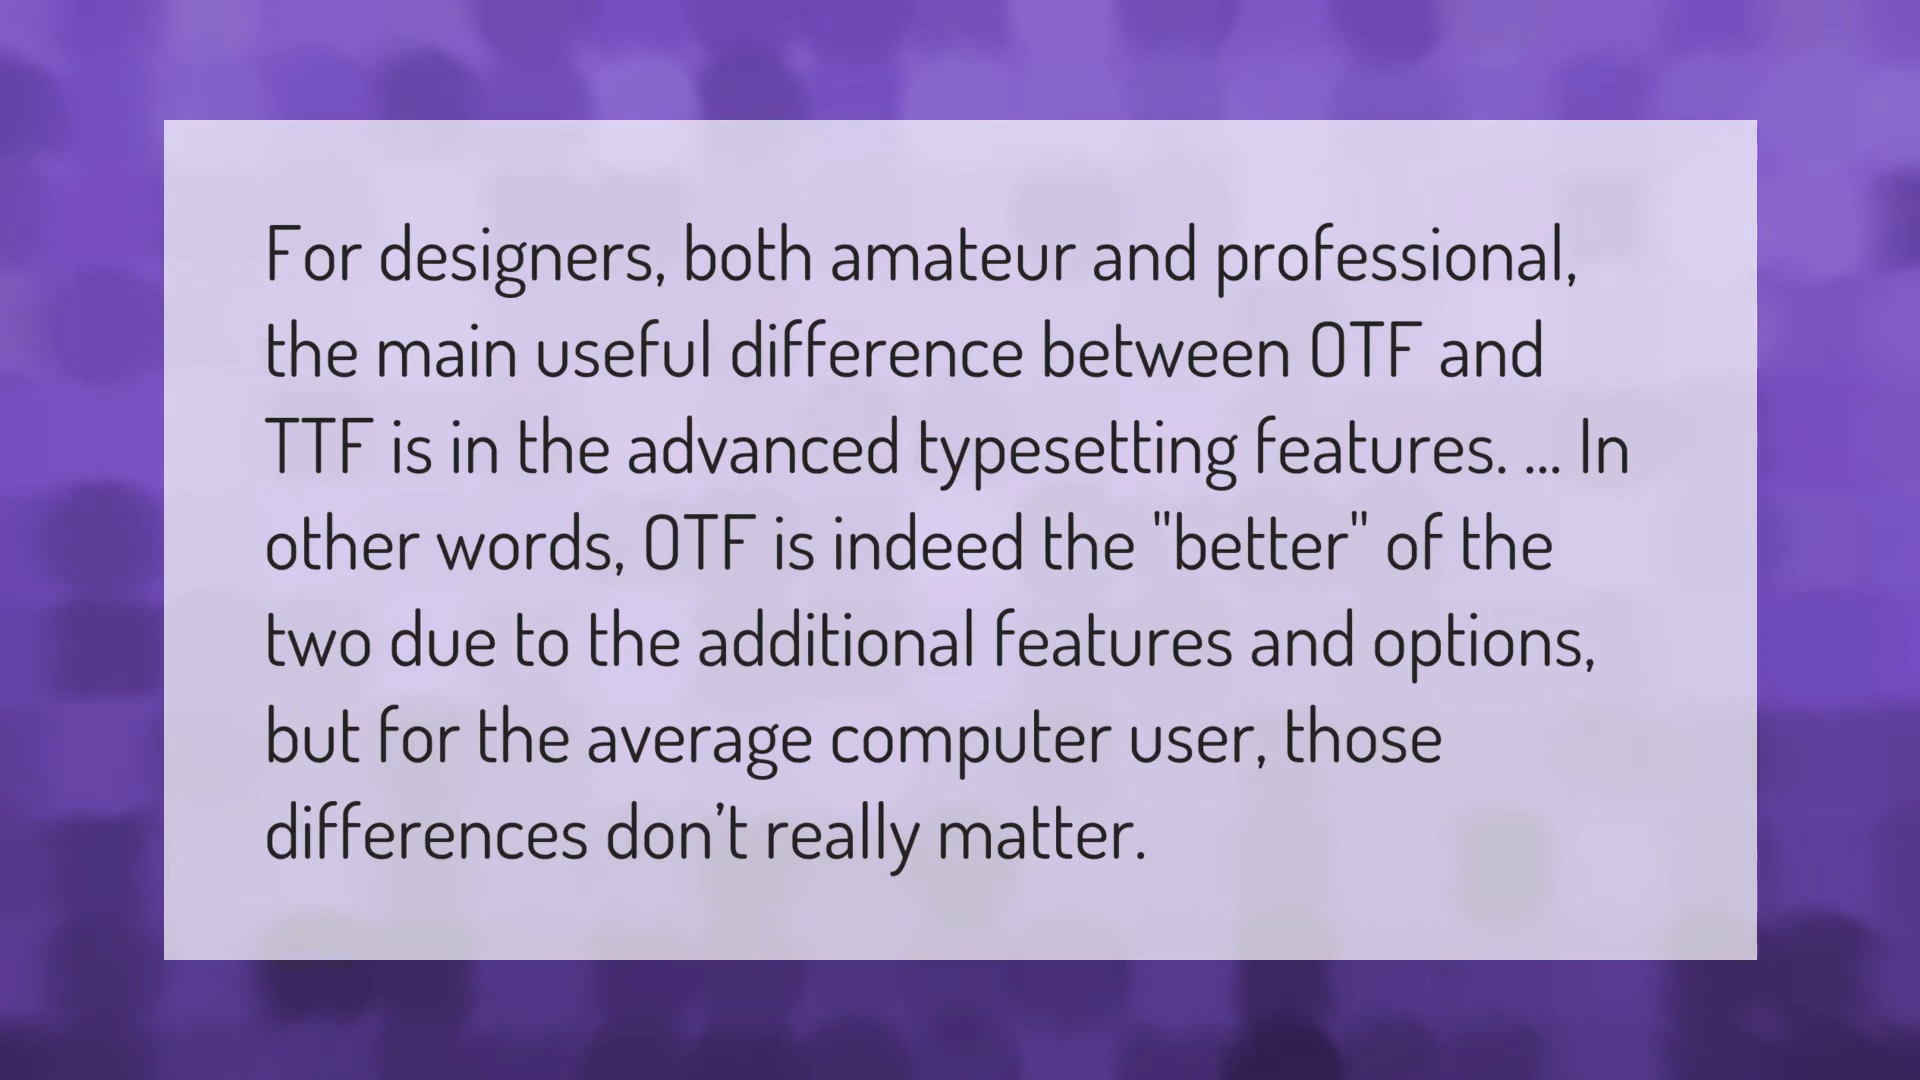 For designers, both amateur and professional,
the main useful difference between OTF and
TTF is in the advanced typesetting features. ... In
other words, OTF is indeed the "better" of the
two due to the additional features and options,
but for the average computer user, those
differences don’t really matter.